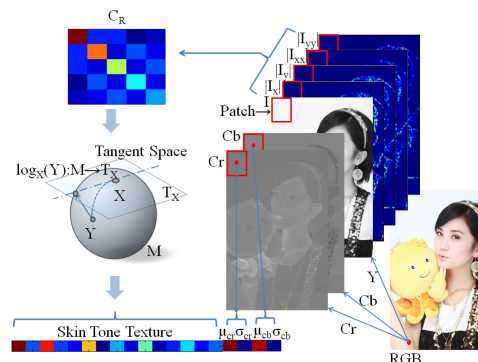 C_R
|I_yy|
|I_xx|
|I_y|
|I_x|
I
Patch→
Cb
Cr
Tangent Space
log_X(Y):M→T_X
X
T_X
Y
M
Y
Cb
Cr
RGB
Skin Tone Texture
μ_cr σ_cr μ_cb σ_cb